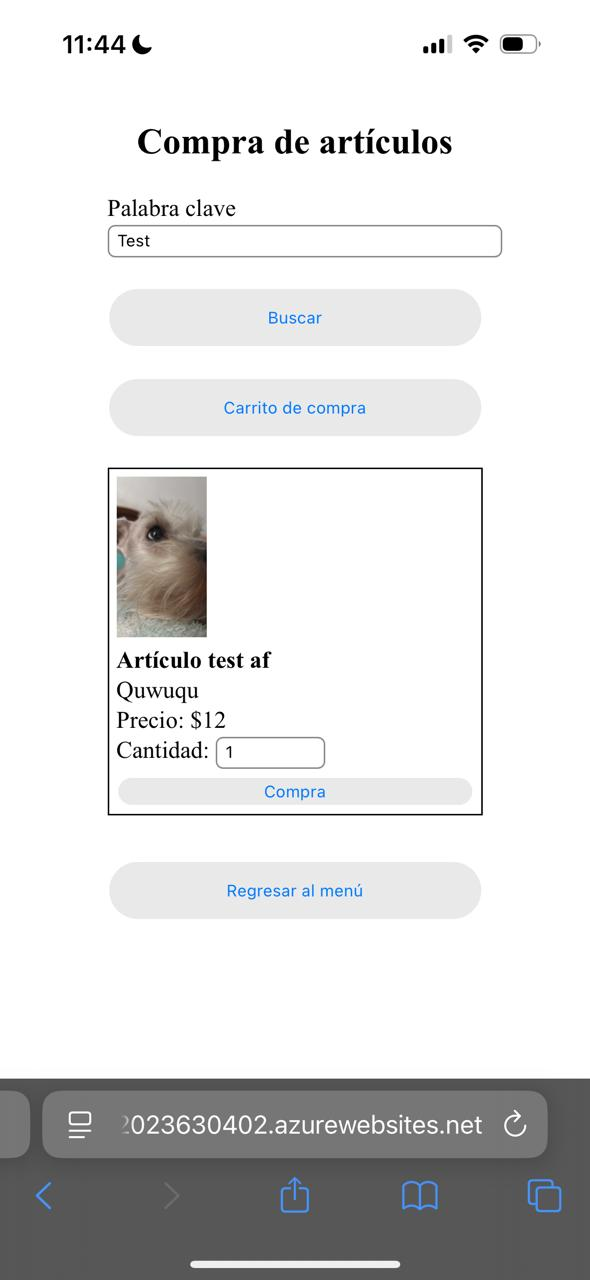 11:44
Compra de artículos
Palabra clave
Test
Buscar
Carrito de compra
Artículo test af
Quwuqu
Precio: $12
Cantidad: 1
Compra
Regresar al menú
2023630402.azurewebsites.net